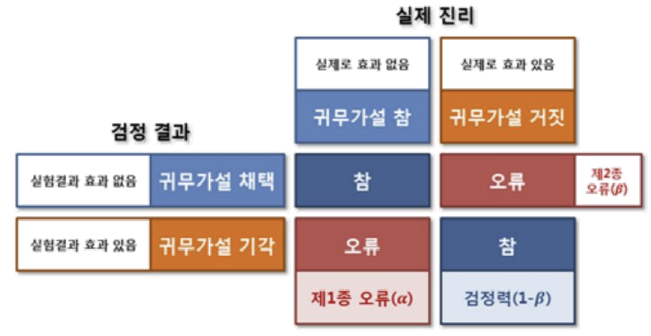 실제 진리
실제로 효과 없음
실제로 효과 있음
귀무가설 참
귀무가설 거짓
검정 결과
실험결과 효과 없음
귀무가설 채택
참
오류
제2종
오류(β)
실험결과 효과 있음
귀무가설 기각
오류
참
제1종 오류(α)
검정력(1-β)